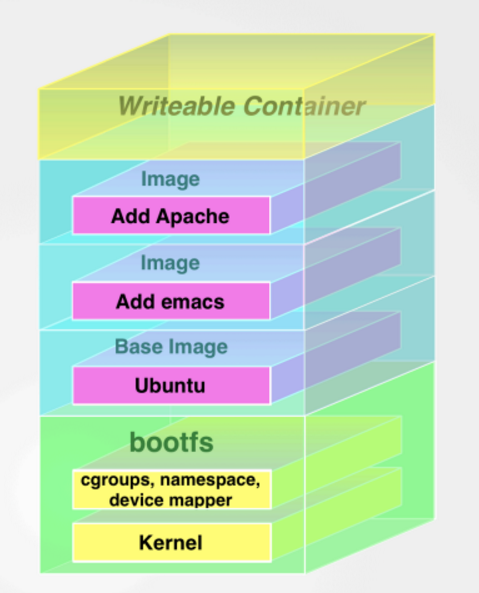 Writeable Container
Image
Add Apache
Image
Add emacs
Base Image
Ubuntu
bootfs
cgroups, namespace,
device mapper
Kernel